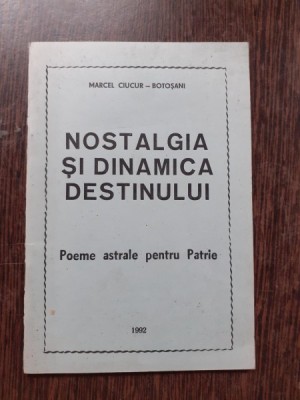 MARCEL CIUCUR – BOTOȘANI
NOSTALGIA
ȘI DINAMICA
DESTINULUI
Poeme astrale pentru Patrie
1992